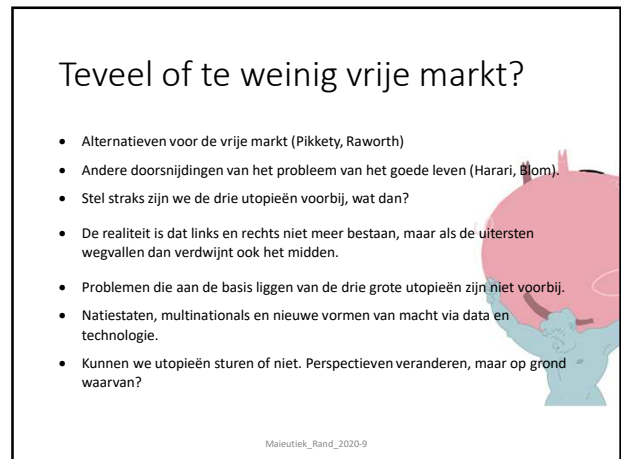 Teveel of te weinig vrije markt?
• Alternatieven voor de vrije markt (Pikkety, Raworth)
• Andere doorsnijdingen van het probleem van het goede leven (Harari, Blom).
• Stel straks zijn we de drie utopieën voorbij, wat dan?
• De realiteit is dat links en rechts niet meer bestaan, maar als de uitersten
wegvallen dan verdwijnt ook het midden.
• Problemen die aan de basis liggen van de drie grote utopieën zijn niet voorbij.
• Natiestaten, multinationals en nieuwe vormen van macht via data en
technologie.
• Kunnen we utopieën sturen of niet. Perspectieven veranderen, maar op grond
waarvan?
Maieutiek_Rand_2020-9